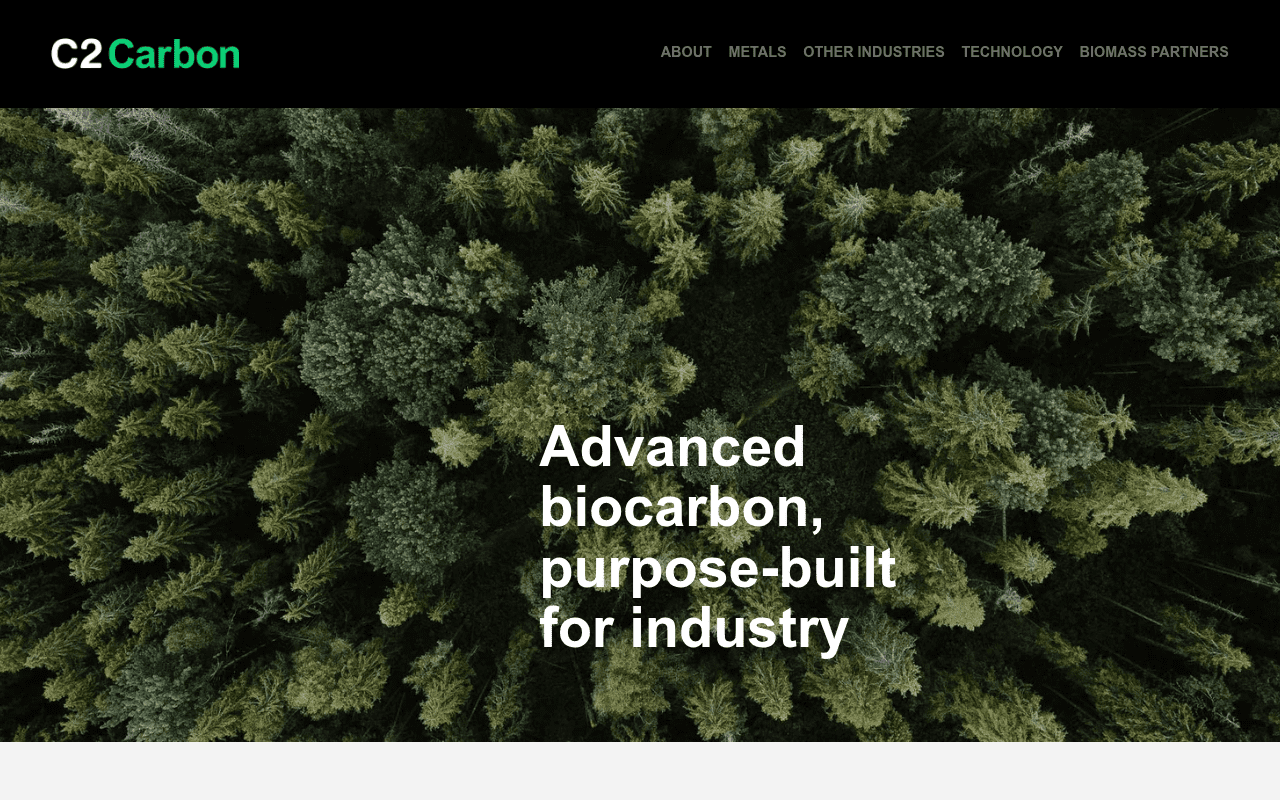 C2 Carbon
ABOUT METALS OTHER INDUSTRIES TECHNOLOGY BIOMASS PARTNERS
Advanced
biocarbon,
purpose-built
for industry